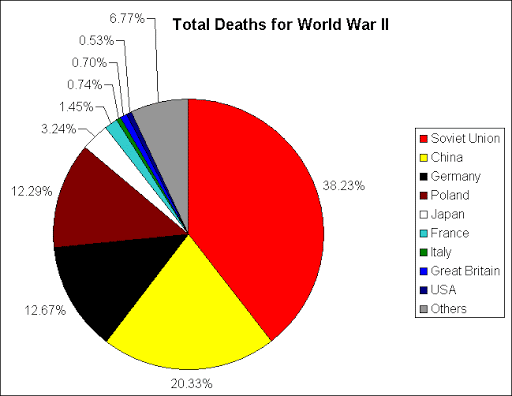 Total Deaths for World War II
6.77%
0.53%
0.70%
0.74%
1.45%
3.24%
12.29%
12.67%
20.33%
38.23%
Soviet Union
China
Germany
Poland
Japan
France
Italy
Great Britain
USA
Others